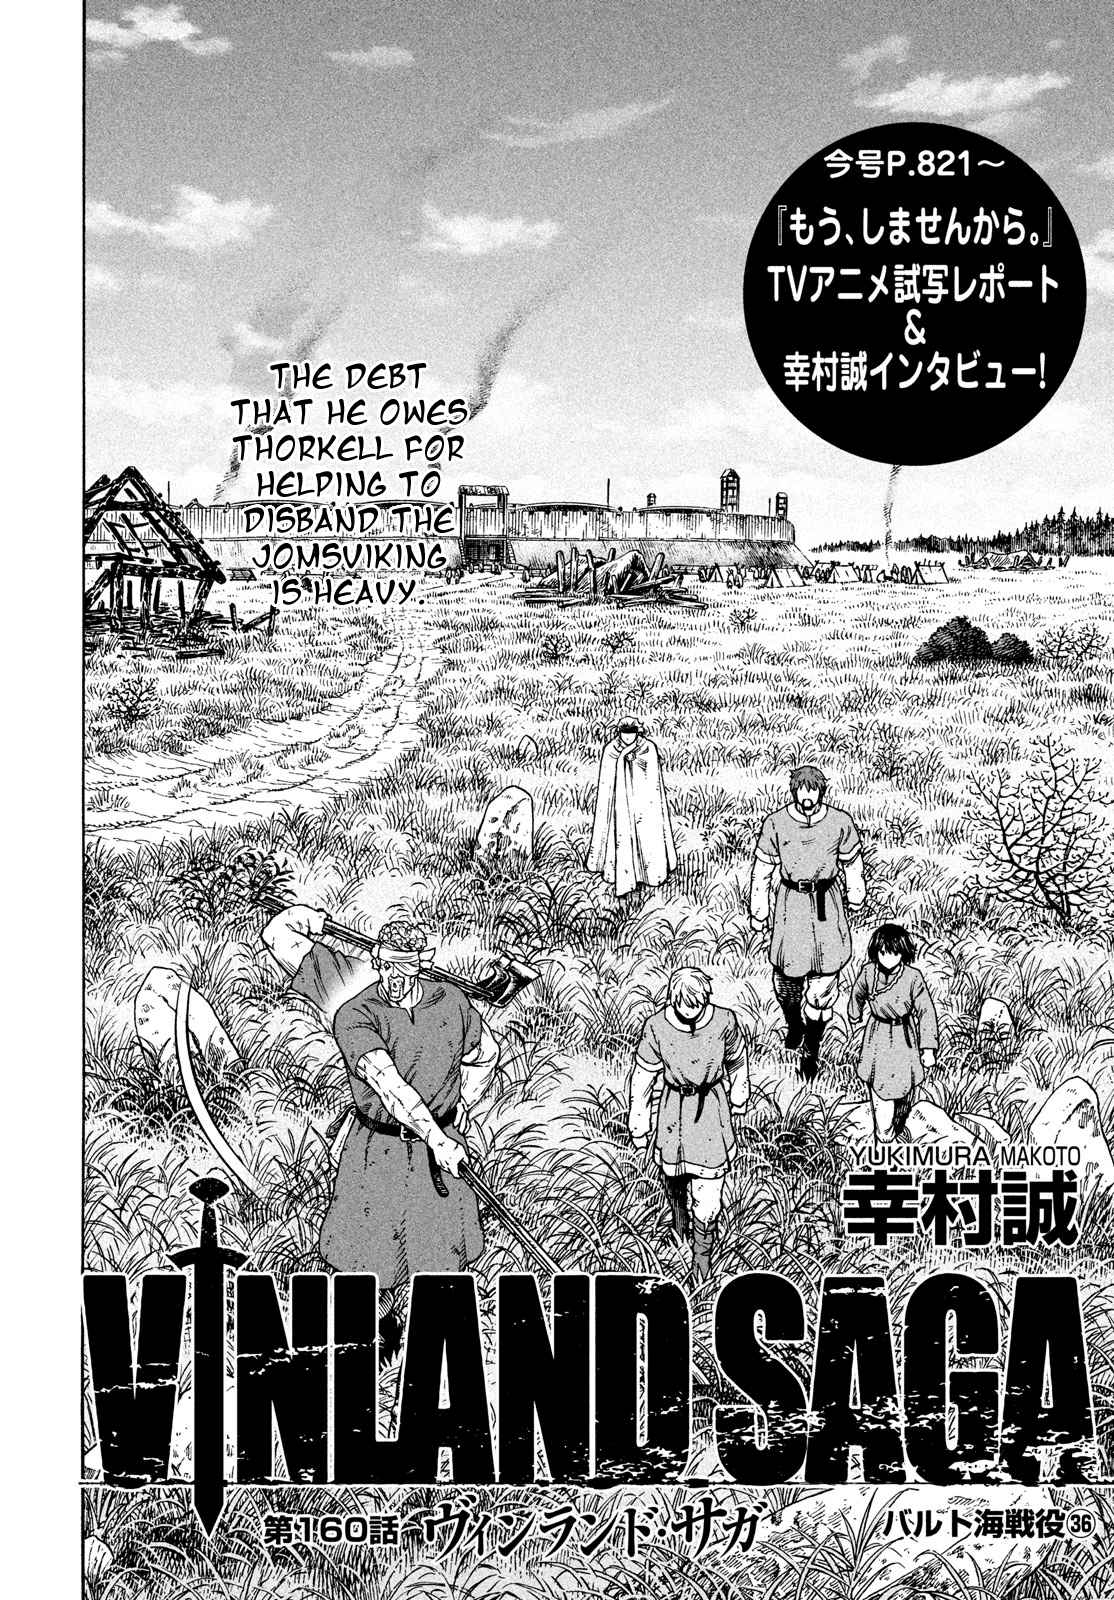 今号P.821～
『もう、しませんから。』
TVアニメ試写レポート
&
幸村誠インタビュー!
THE DEBT
THAT HE OWES
THORKELL FOR
HELPING TO
DISBAND THE
JOMSVIKING
IS HEAVY.
YUKIMURA MAKOTO
幸村誠
VINLAND SAGA
第160話 ヴィンランド・サガ バルト海戦役36